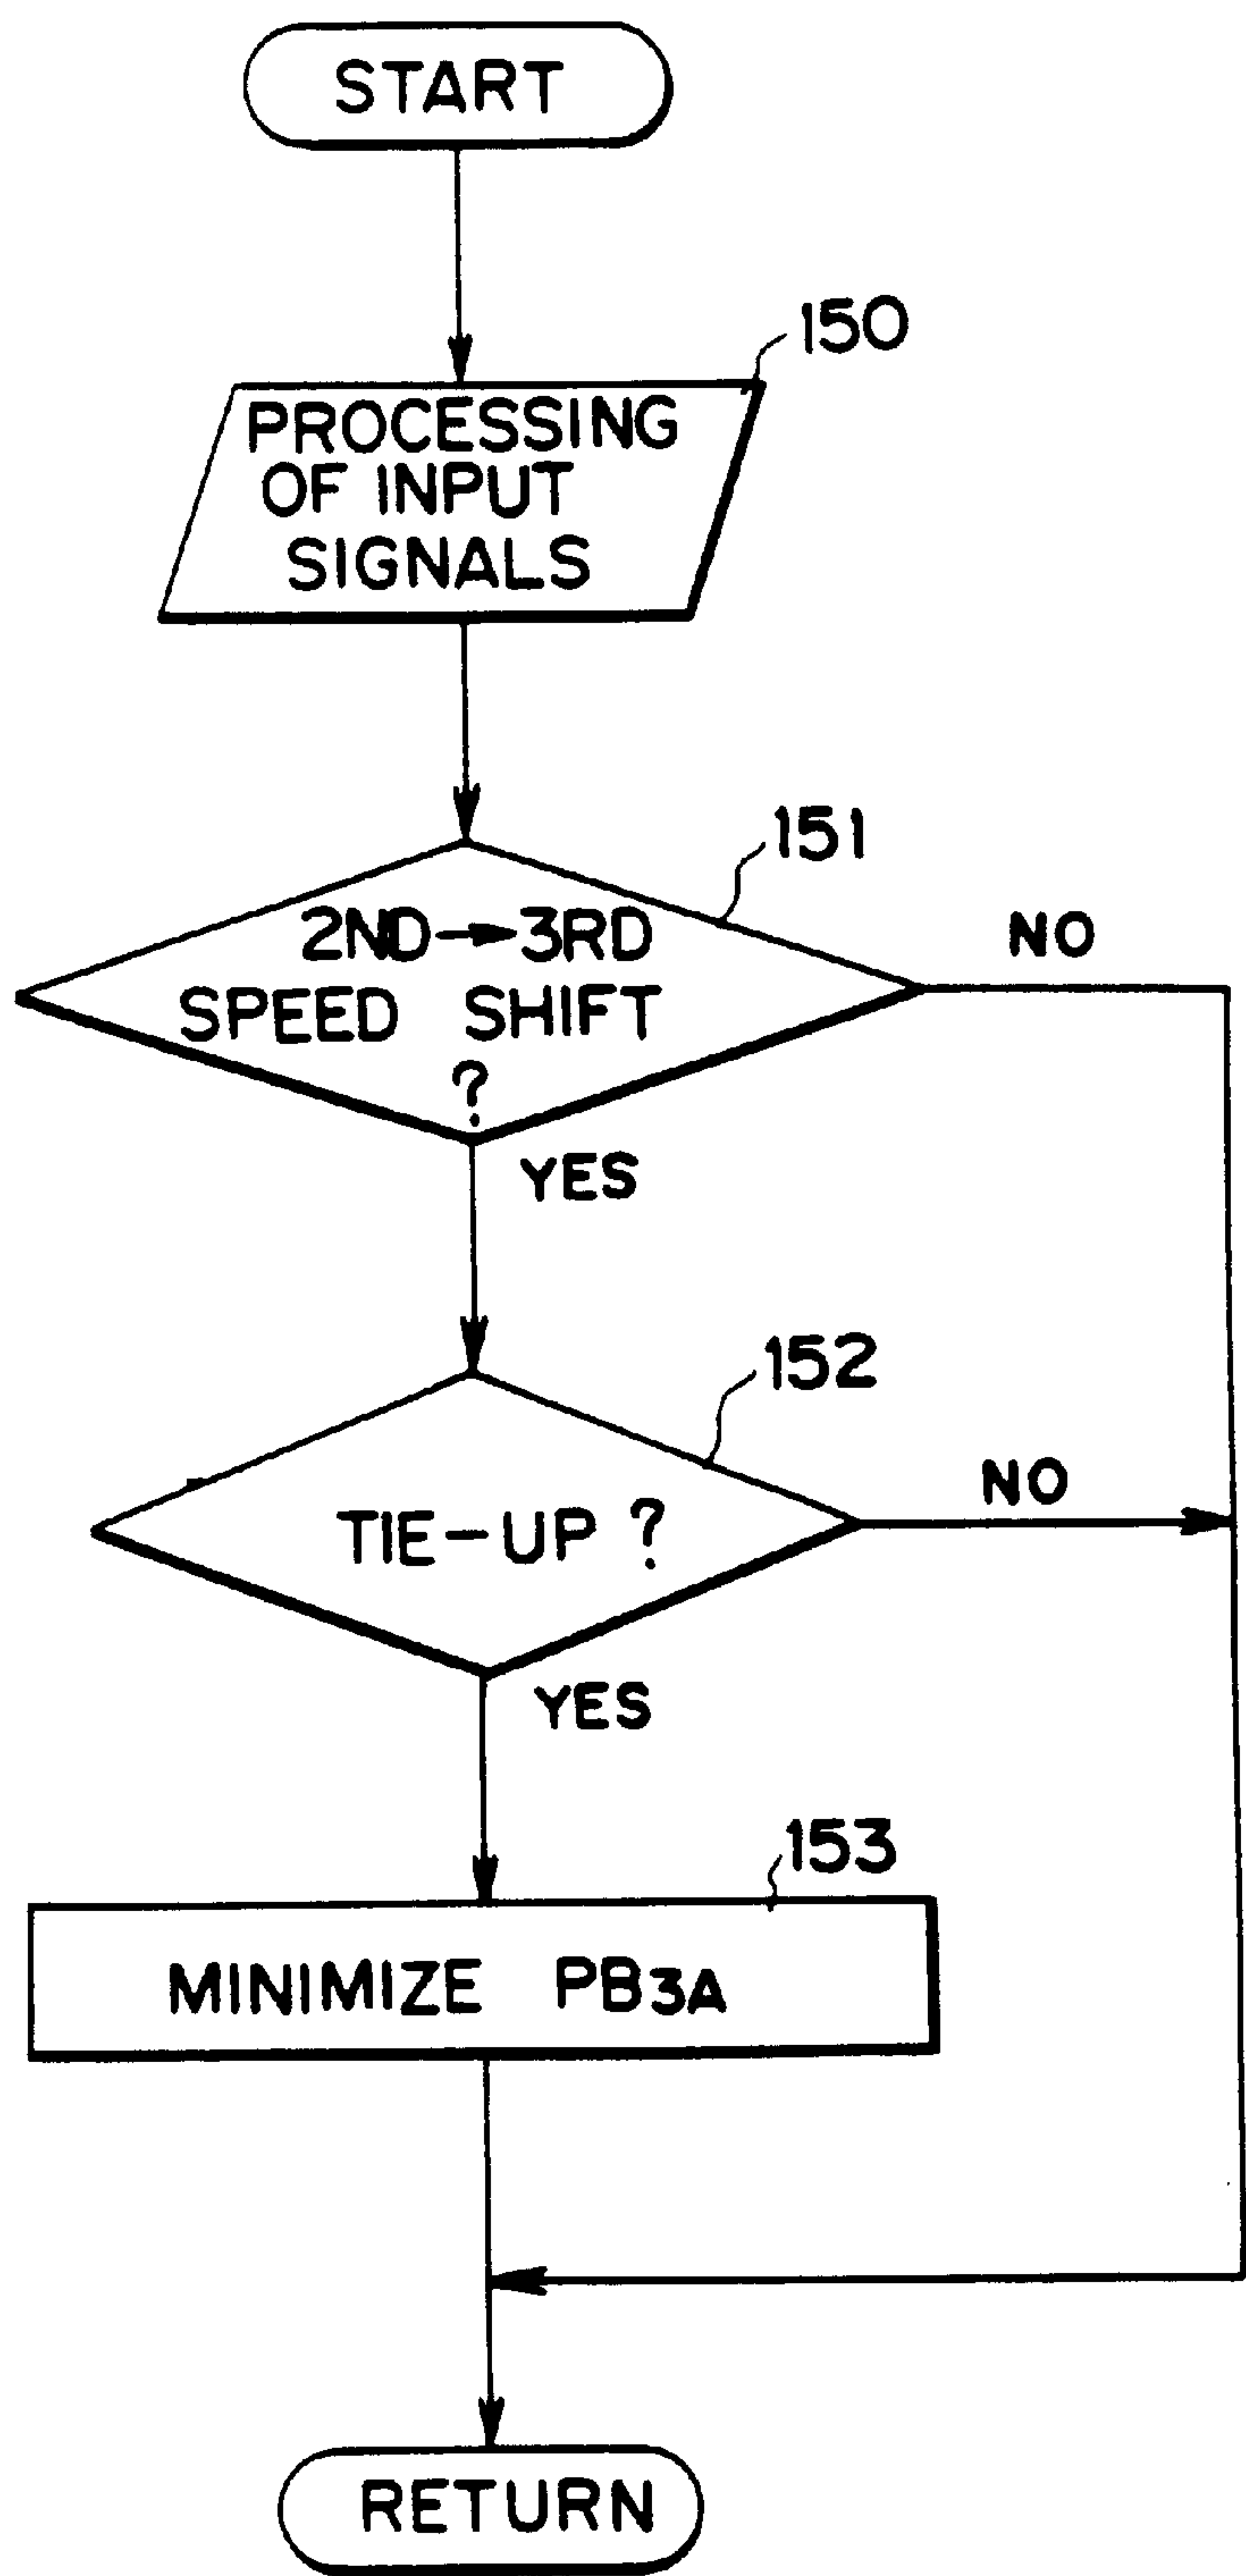 START
150
PROCESSING
OF INPUT
SIGNALS
151
2ND→3RD
SPEED SHIFT
?
NO
YES
152
TIE-UP ?
NO
YES
153
MINIMIZE PB3A
RETURN